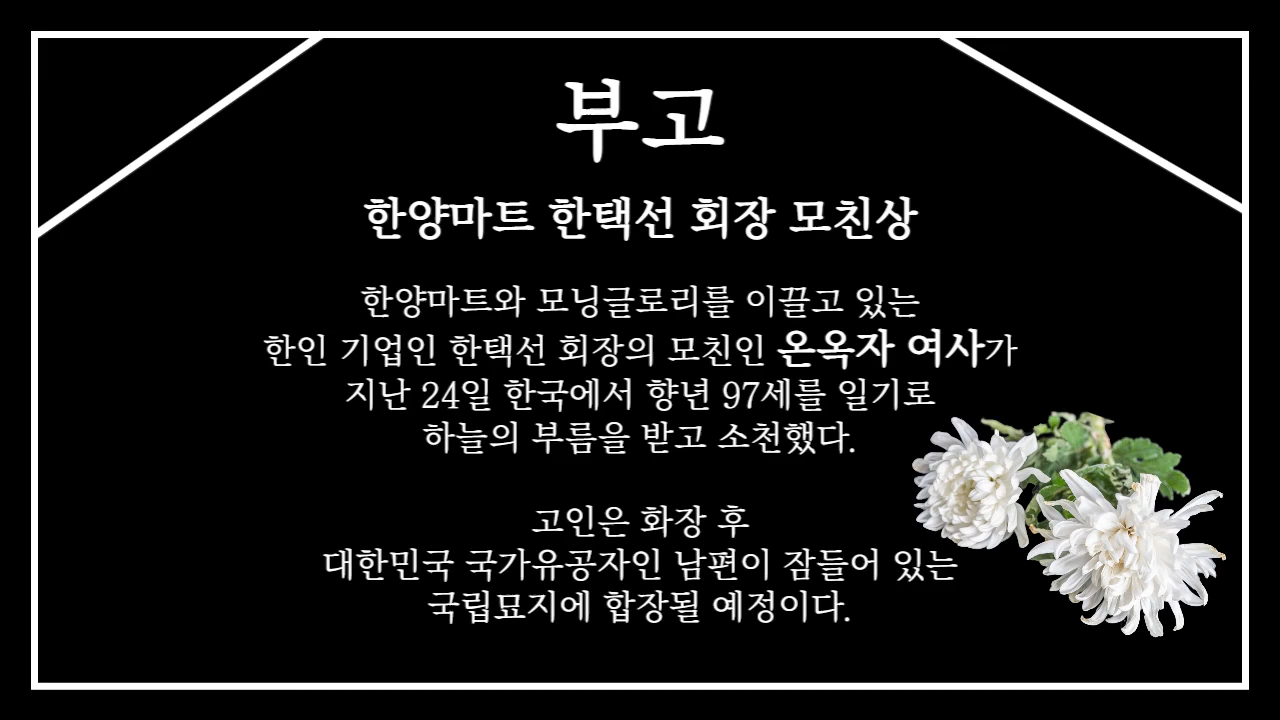 부고
한양마트 한택선 회장 모친상
한양마트와 모닝글로리를 이끌고 있는
한인 기업인 한택선 회장의 모친인 온옥자 여사가
지난 24일 한국에서 향년 97세를 일기로
하늘의 부름을 받고 소천했다.
고인은 화장 후
대한민국 국가유공자인 남편이 잠들어 있는
국립묘지에 합장될 예정이다.